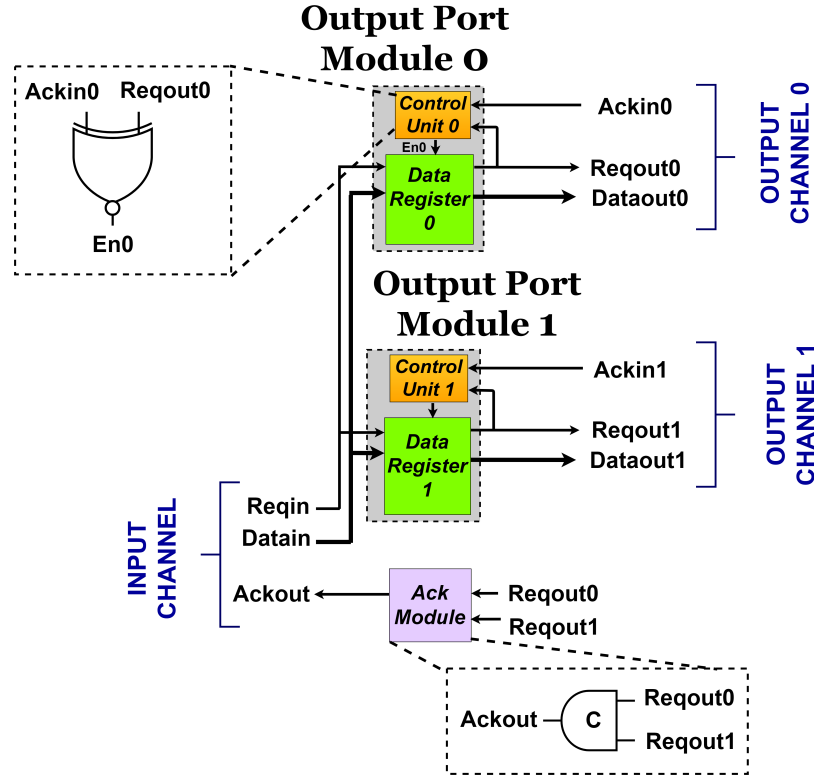 Output Port
Module 0
Ackin0 Reqout0
En0
Control
Unit 0
En0
Data
Register
0
Ackin0
Reqout0
Dataout0
OUTPUT
CHANNEL 0
Output Port
Module 1
Control
Unit 1
Data
Register
1
Ackin1
Reqout1
Dataout1
OUTPUT
CHANNEL 1
INPUT
CHANNEL
Reqin
Datain
Ackout
Ack
Module
Reqout0
Reqout1
Ackout
C
Reqout0
Reqout1